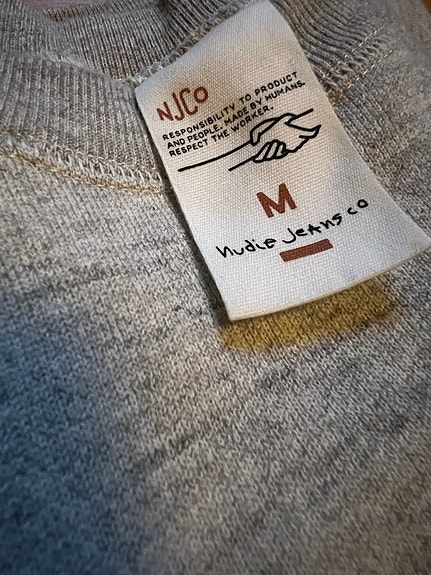 NJCo
RESPONSIBILITY TO PRODUCT
AND PEOPLE. MADE BY HUMANS.
RESPECT THE WORKER.
M
nudie jeans co